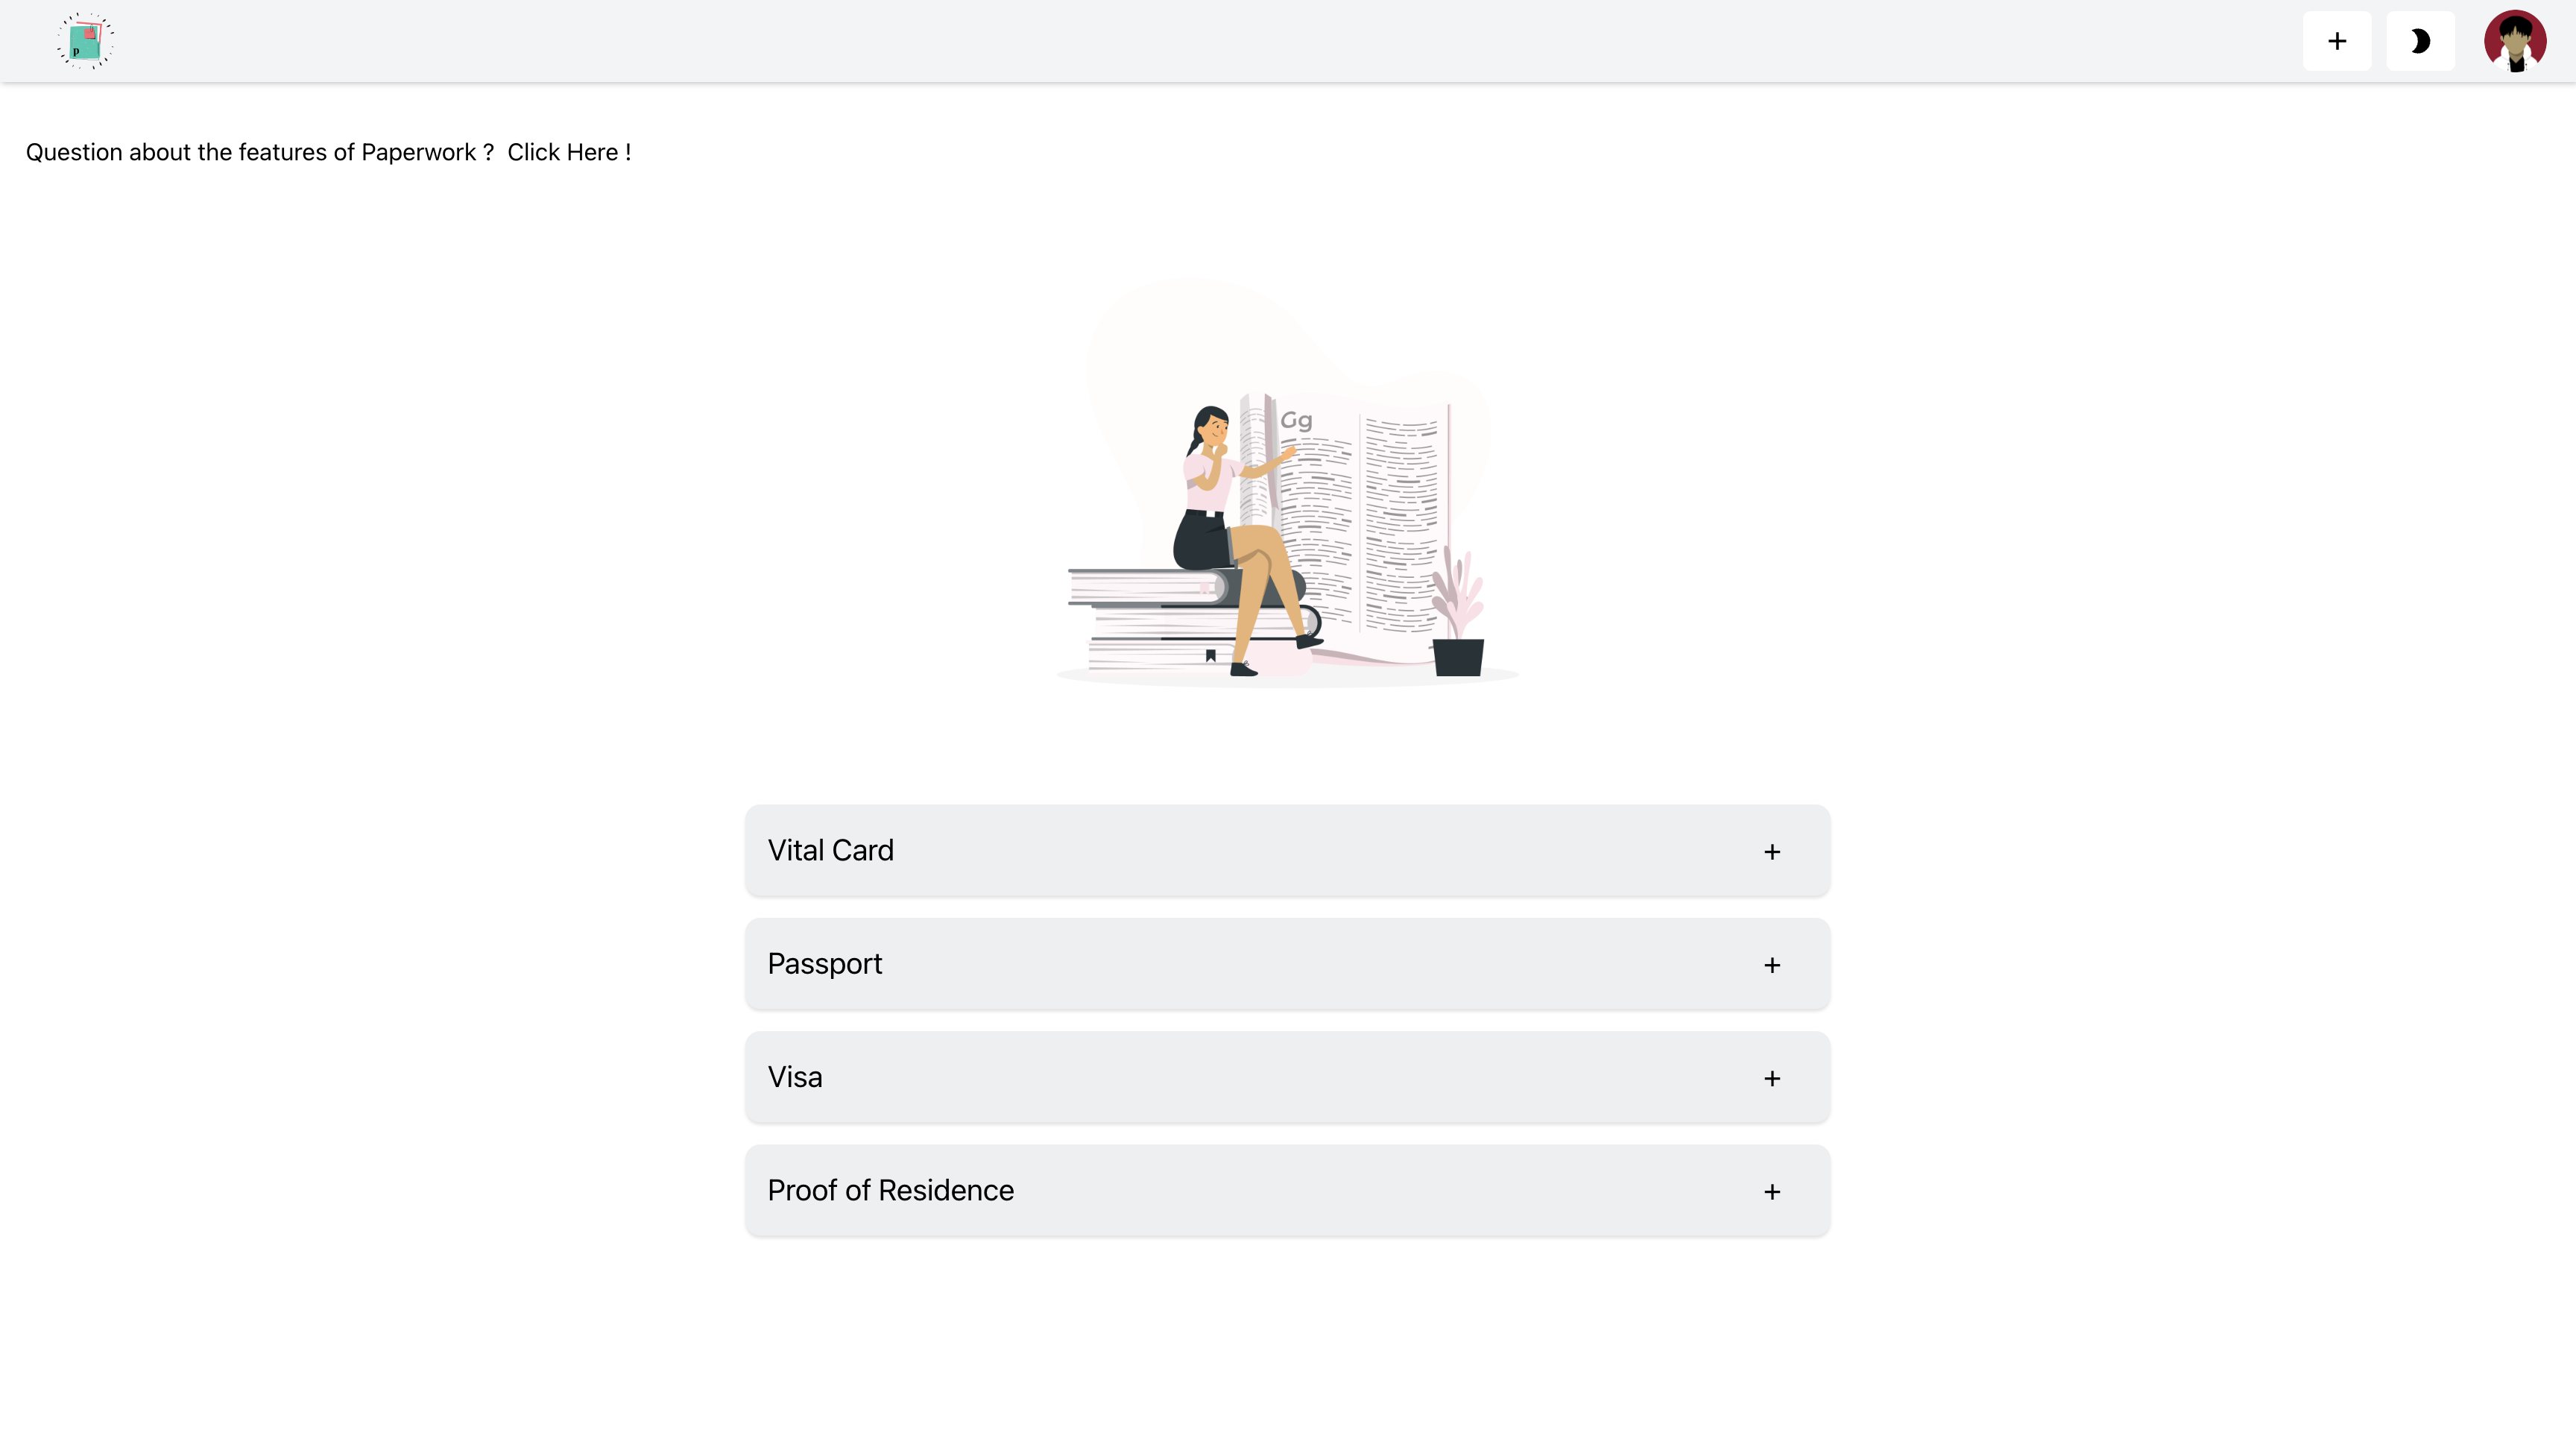 p
Question about the features of Paperwork ? Click Here !
Gg
Vital Card
Passport
Visa
Proof of Residence